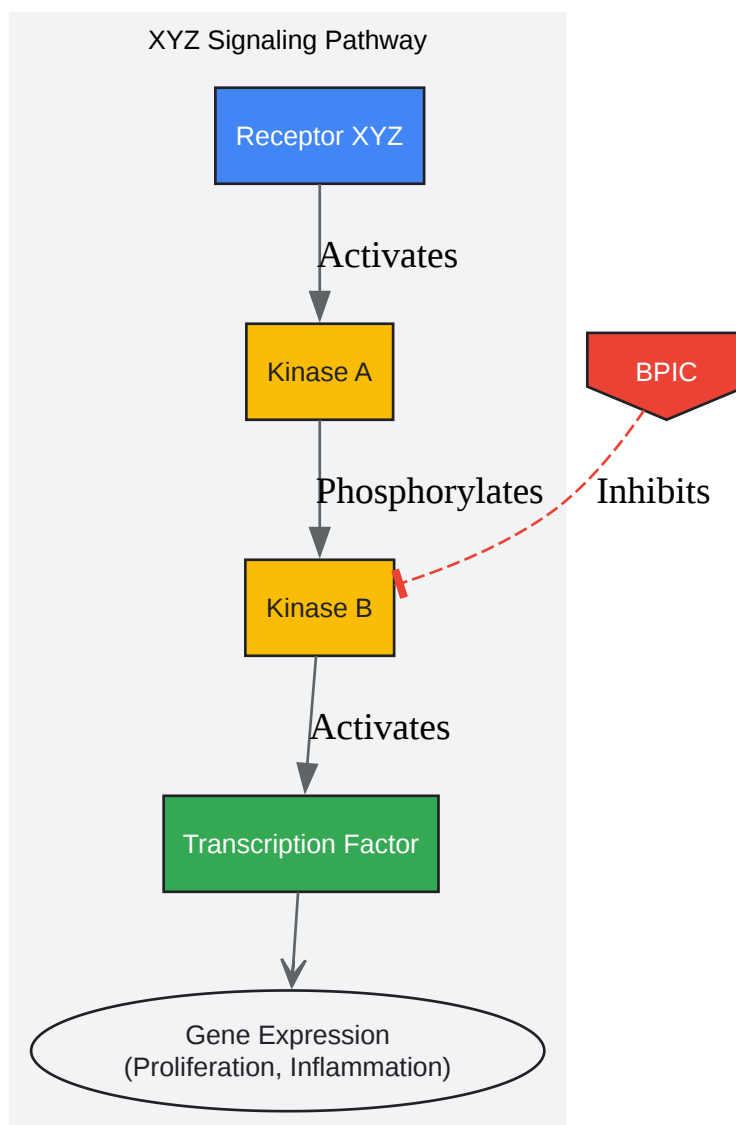 XYZ Signaling Pathway
Receptor XYZ
Activates
Kinase A
BPIC
Phosphorylates
Inhibits
Kinase B
Activates
Transcription Factor
Gene Expression
(Proliferation, Inflammation)